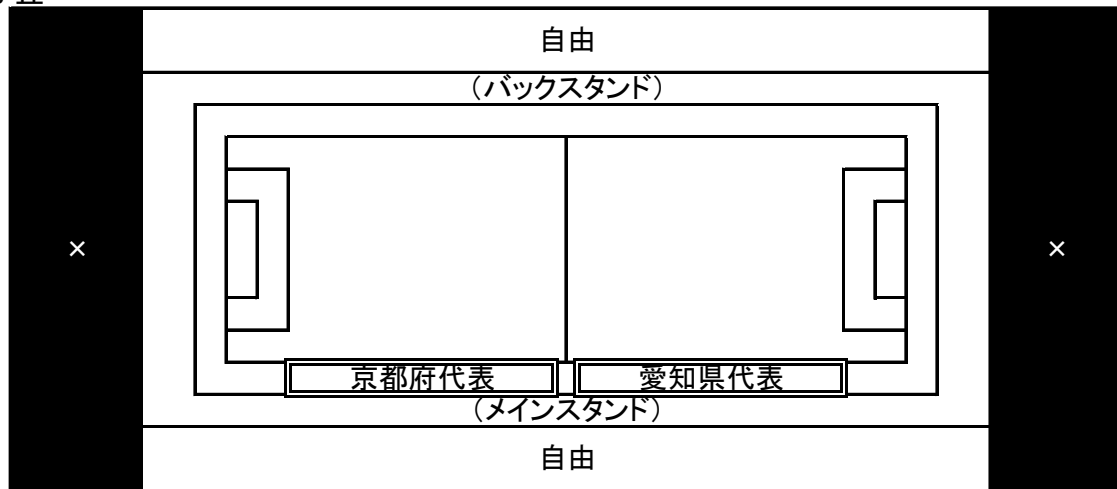 自由
(バックスタンド)
× ×
京都府代表 愛知県代表
(メインスタンド)
自由